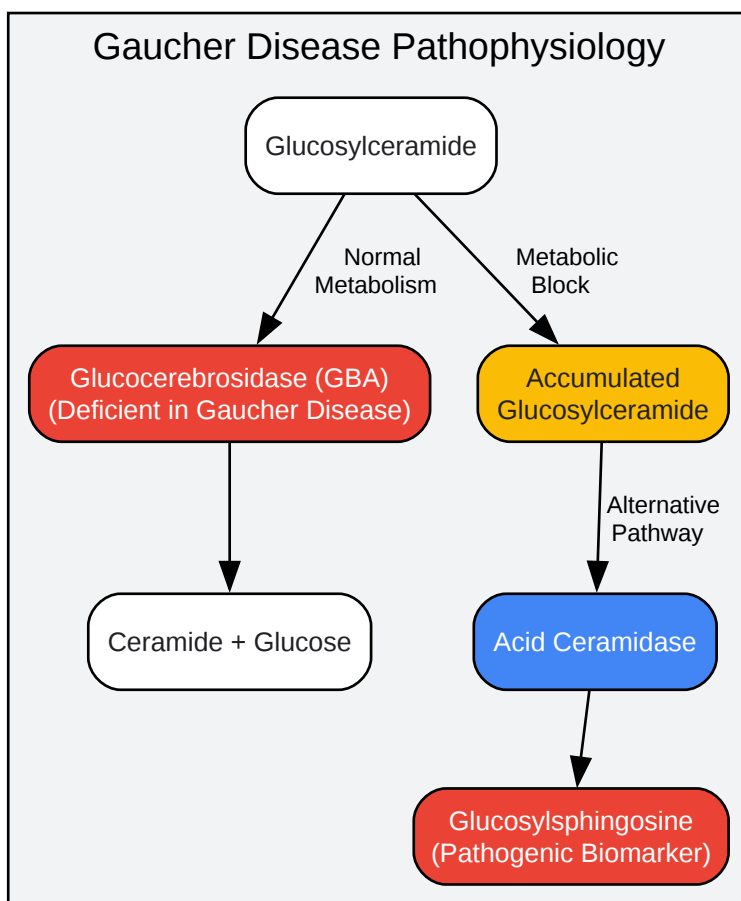 Gaucher Disease Pathophysiology
Glucosylceramide
Normal
Metabolism
Metabolic
Block
Glucocerebrosidase (GBA)
(Deficient in Gaucher Disease)
Accumulated
Glucosylceramide
Alternative
Pathway
Ceramide + Glucose
Acid Ceramidase
Glucosylsphingosine
(Pathogenic Biomarker)